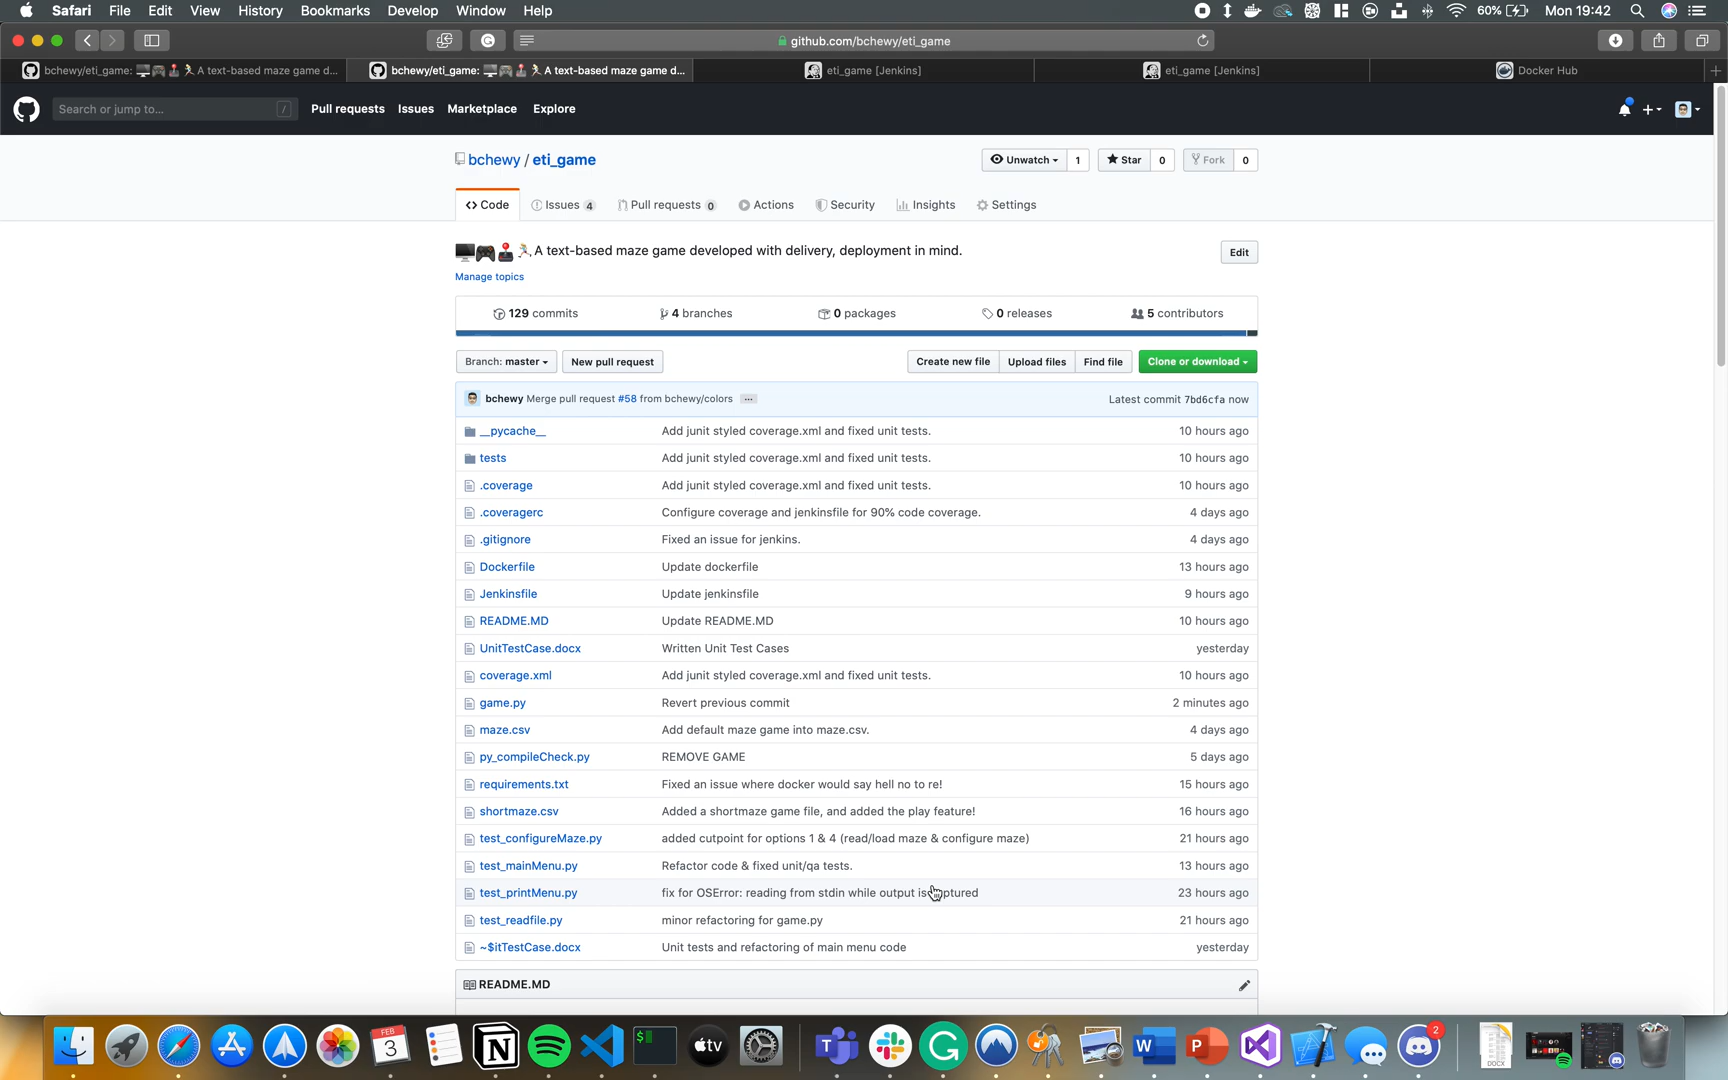 Safari File Edit View History Bookmarks Develop Window Help 60% Mon 19:42
github.com/bchewy/eti_game
bchewy/eti_game: A text-based maze game d... bchewy/eti_game: A text-based maze game d... eti_game [Jenkins] eti_game [Jenkins] Docker Hub
Search or jump to... / Pull requests Issues Marketplace Explore
bchewy / eti_game Unwatch 1 Star 0 Fork 0
Code Issues 4 Pull requests 0 Actions Security Insights Settings
A text-based maze game developed with delivery, deployment in mind. Edit
Manage topics
129 commits 4 branches 0 packages 0 releases 5 contributors
Branch: master New pull request Create new file Upload files Find file Clone or download
bchewy Merge pull request #58 from bchewy/colors ... Latest commit 7bd6cfa now
__pycache__ Add junit styled coverage.xml and fixed unit tests. 10 hours ago
tests Add junit styled coverage.xml and fixed unit tests. 10 hours ago
.coverage Add junit styled coverage.xml and fixed unit tests. 10 hours ago
.coveragerc Configure coverage and jenkinsfile for 90% code coverage. 4 days ago
.gitignore Fixed an issue for jenkins. 4 days ago
Dockerfile Update dockerfile 13 hours ago
Jenkinsfile Update jenkinsfile 9 hours ago
README.MD Update README.MD 10 hours ago
UnitTestCase.docx Written Unit Test Cases yesterday
coverage.xml Add junit styled coverage.xml and fixed unit tests. 10 hours ago
game.py Revert previous commit 2 minutes ago
maze.csv Add default maze game into maze.csv. 4 days ago
py_compileCheck.py REMOVE GAME 5 days ago
requirements.txt Fixed an issue where docker would say hell no to re! 15 hours ago
shortmaze.csv Added a shortmaze game file, and added the play feature! 16 hours ago
test_configureMaze.py added cutpoint for options 1 & 4 (read/load maze & configure maze) 21 hours ago
test_mainMenu.py Refactor code & fixed unit/qa tests. 13 hours ago
test_printMenu.py fix for OSError: reading from stdin while output is captured 23 hours ago
test_readfile.py minor refactoring for game.py 21 hours ago
~$itTestCase.docx Unit tests and refactoring of main menu code yesterday
README.MD
FEB
3
tv
W
P
2
DOCX